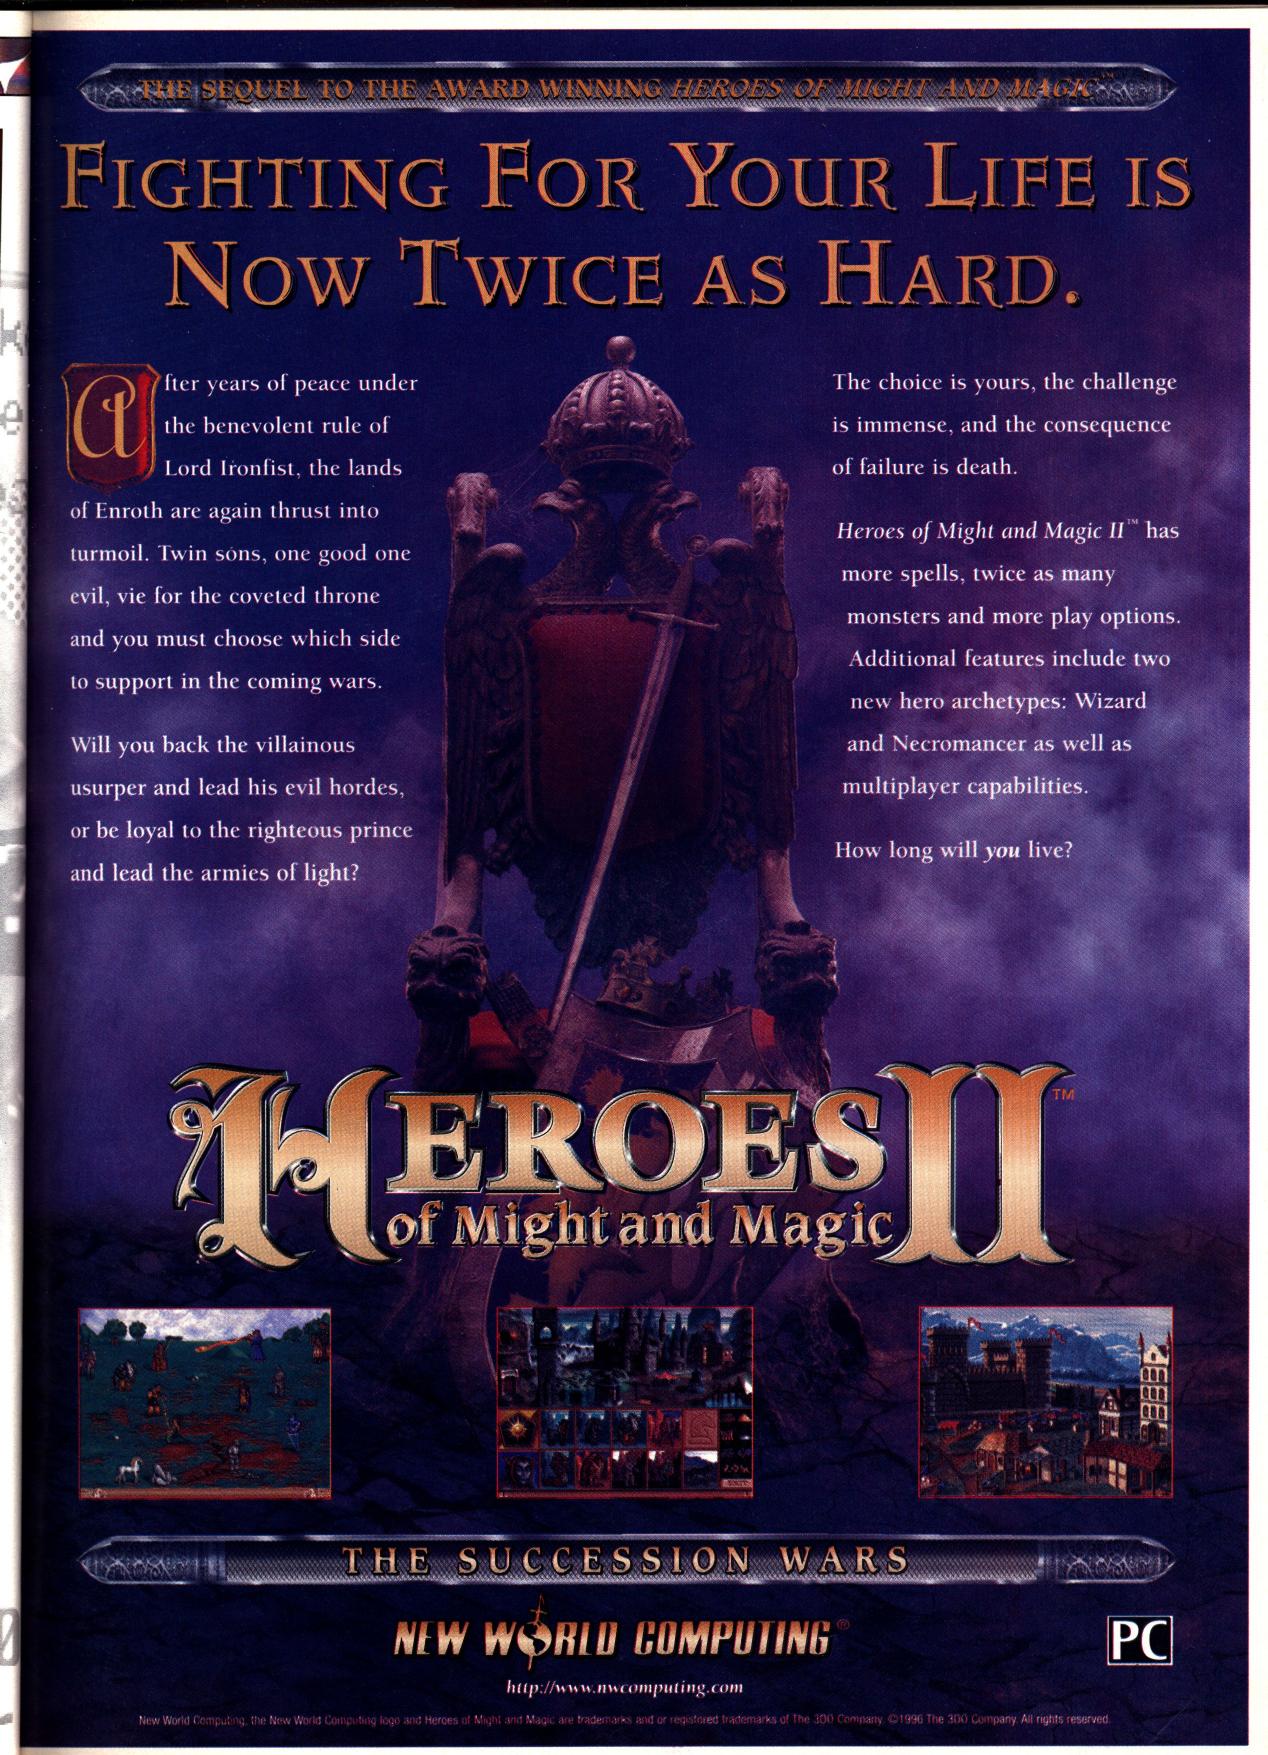 THE SEQUEL TO THE AWARD WINNING HEROES OF MIGHT AND MAGIC™
FIGHTING FOR YOUR LIFE IS
NOW TWICE AS HARD.
After years of peace under
the benevolent rule of
Lord Ironfist, the lands
of Enroth are again thrust into
turmoil. Twin sons, one good one
evil, vie for the coveted throne
and you must choose which side
to support in the coming wars.
Will you back the villainous
usurper and lead his evil hordes,
or be loyal to the righteous prince
and lead the armies of light?
The choice is yours, the challenge
is immense, and the consequence
of failure is death.
Heroes of Might and Magic II™ has
more spells, twice as many
monsters and more play options.
Additional features include two
new hero archetypes: Wizard
and Necromancer as well as
multiplayer capabilities.
How long will you live?
HEROES II™
of Might and Magic
THE SUCCESSION WARS
NEW WORLD COMPUTING®
PC
http://www.nwcomputing.com
New World Computing, the New World Computing logo and Heroes of Might and Magic are trademarks and or registered trademarks of The 3DO Company. ©1996 The 3DO Company. All rights reserved.